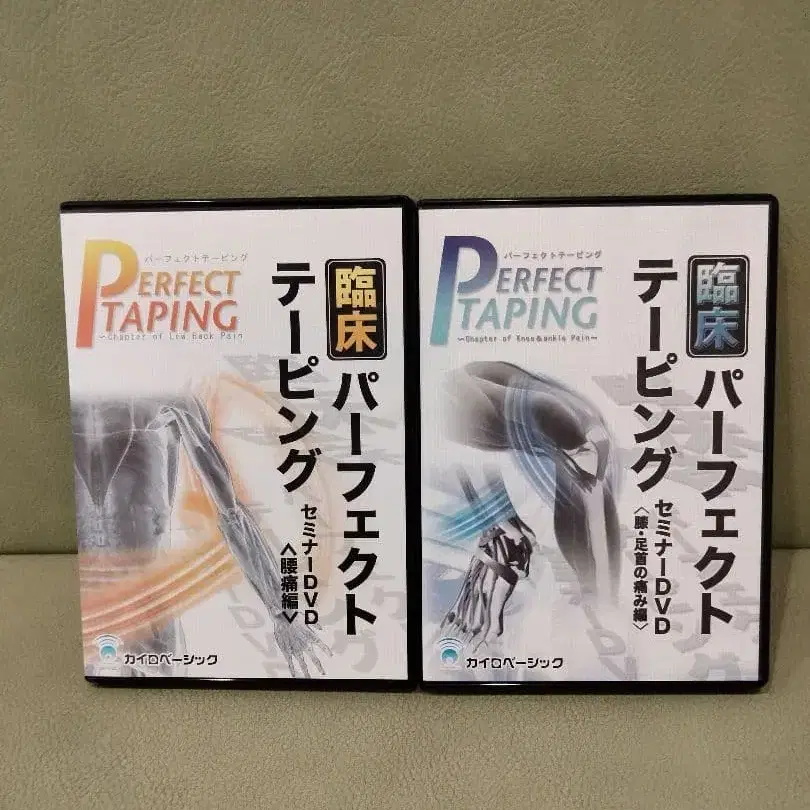 パーフェクトテーピング
PERFECT
TAPING
~Chapter of Low Back Pain
臨床
パーフェクト
テーピング
セミナーDVD
<腰痛編>
カイロベーシック
パーフェクトテーピング
PERFECT
TAPING
~Chapter of Knee&ankle Pain~
臨床
パーフェクト
テーピング
セミナーDVD
<膝・足首の痛み編>
カイロベーシック